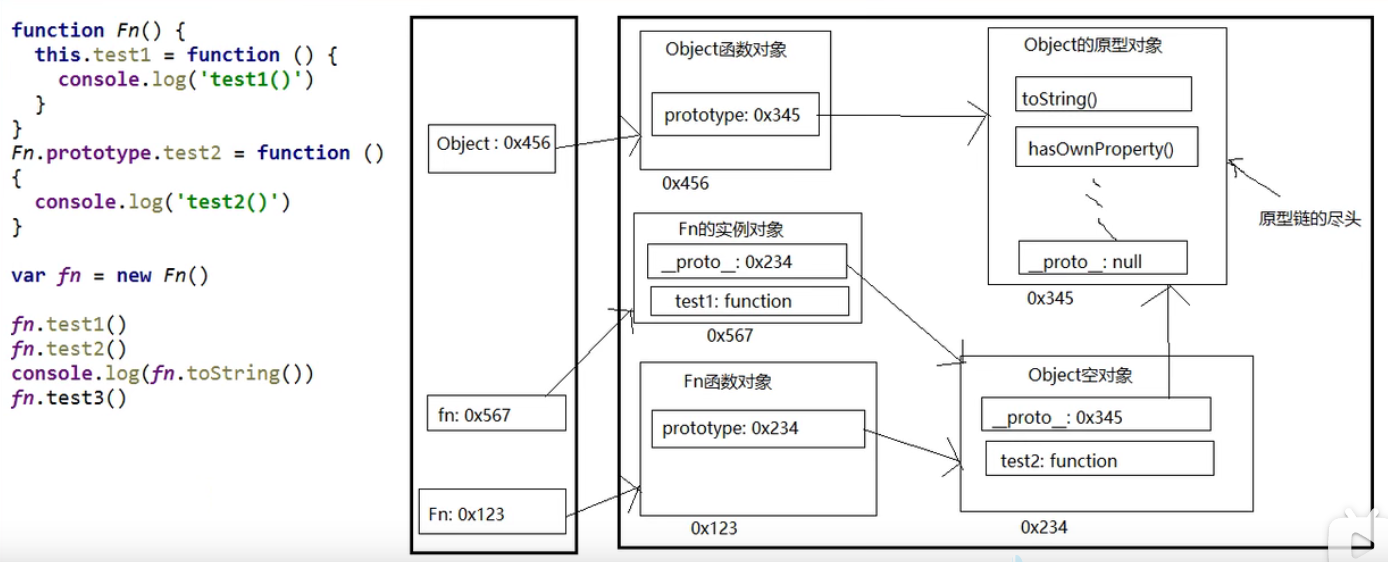 function Fn() {
this.test1 = function () {
console.log('test1()')
}
}
Fn.prototype.test2 = function ()
{
console.log('test2()')
}
var fn = new Fn()
fn.test1()
fn.test2()
console.log(fn.toString())
fn.test3()
Object : 0x456
fn: 0x567
Fn: 0x123
Object函数对象
prototype: 0x345
0x456
Fn的实例对象
__proto__: 0x234
test1: function
0x567
Fn函数对象
prototype: 0x234
0x123
Object的原型对象
toString()
hasOwnProperty()
__proto__: null
0x345
原型链的尽头
Object空对象
__proto__: 0x345
test2: function
0x234